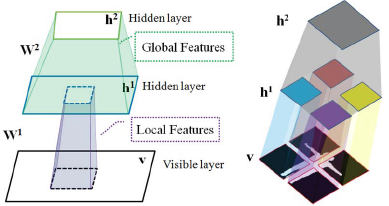 h² Hidden layer
W²
Global Features
h¹ Hidden layer
W¹
Local Features
v Visible layer
h²
h¹
v